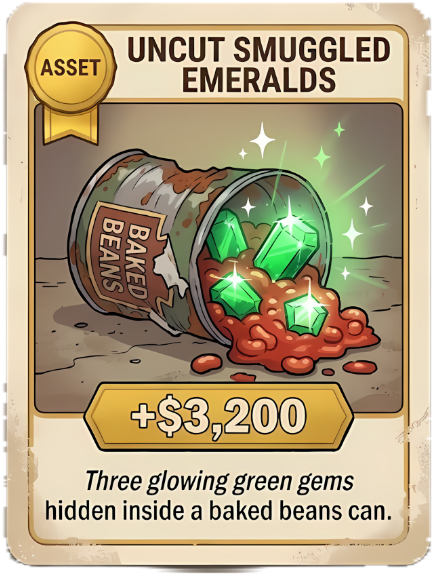 ASSET
UNCUT SMUGGLED
EMERALDS
BAKED
BEANS
+$3,200
Three glowing green gems
hidden inside a baked beans can.